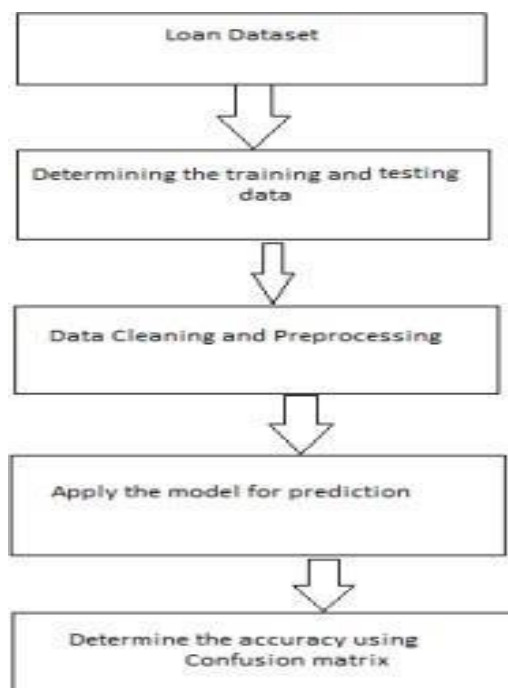 Loan Dataset
Determining the training and testing
data
Data Cleaning and Preprocessing
Apply the model for prediction
Determine the accuracy using
Confusion matrix